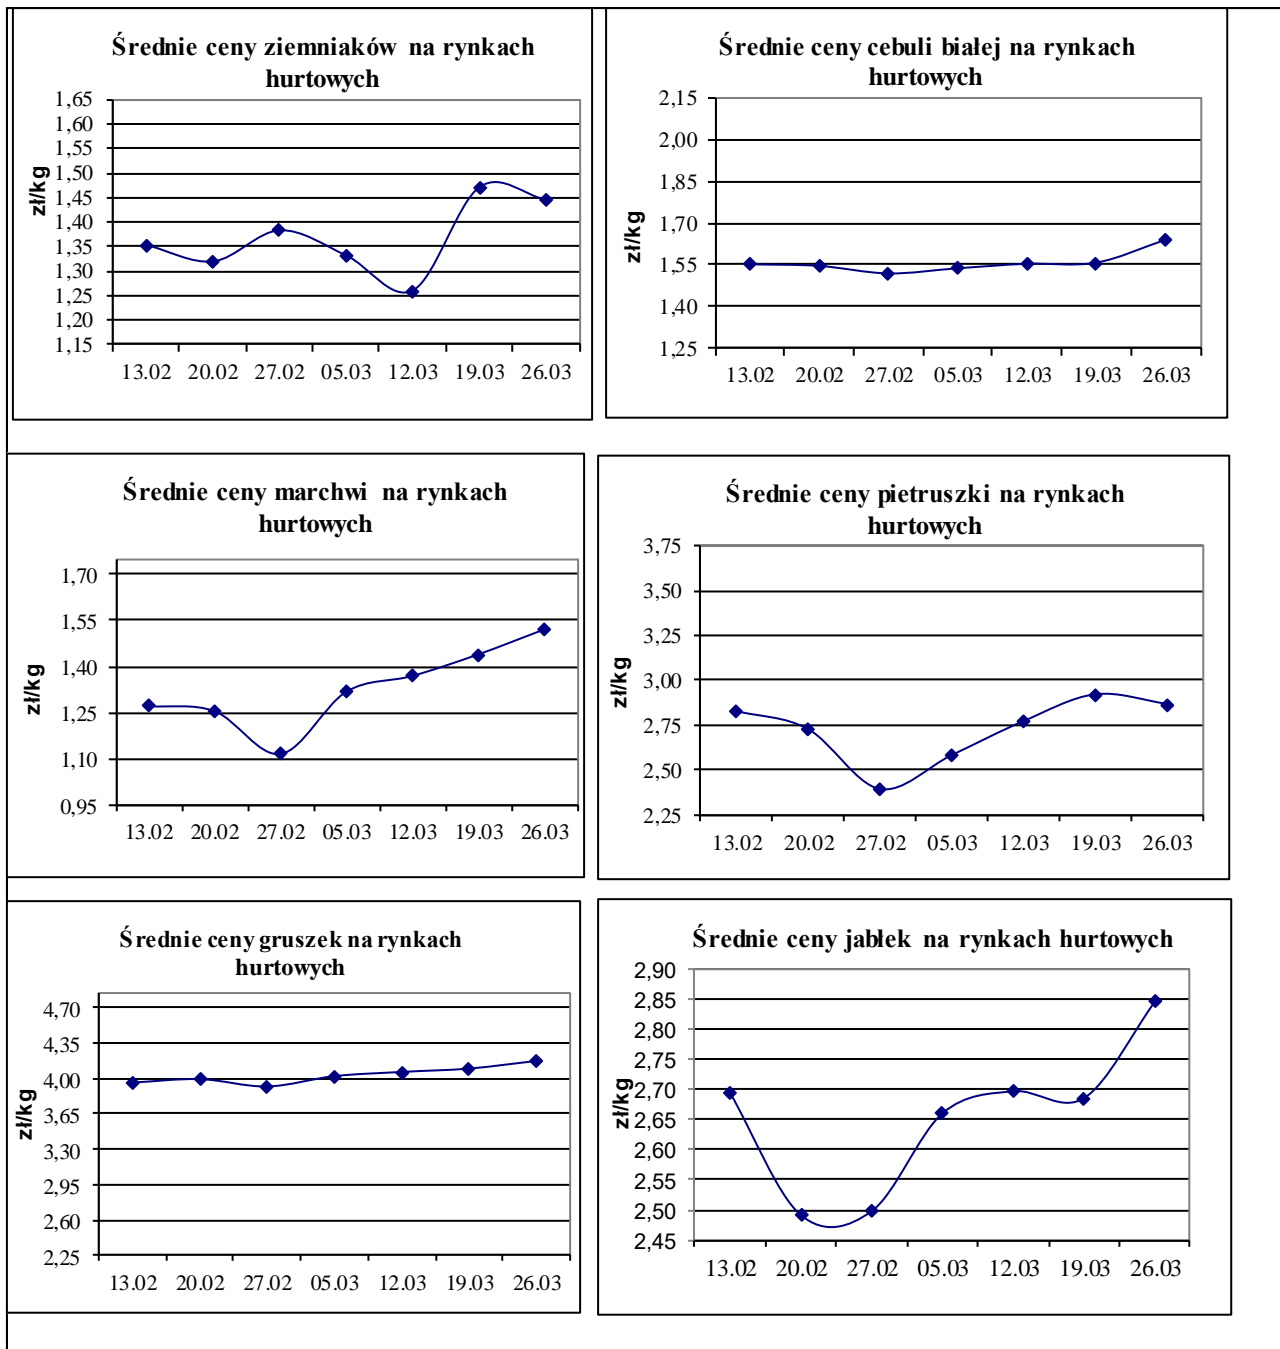 Średnie ceny ziemniaków na rynkach
hurtowych
zł/kg
1,65
1,60
1,55
1,50
1,45
1,40
1,35
1,30
1,25
1,20
1,15
13.02 20.02 27.02 05.03 12.03 19.03 26.03
Średnie ceny cebuli białej na rynkach
hurtowych
zł/kg
2,15
2,00
1,85
1,70
1,55
1,40
1,25
13.02 20.02 27.02 05.03 12.03 19.03 26.03
Średnie ceny marchwi na rynkach
hurtowych
zł/kg
1,70
1,55
1,40
1,25
1,10
0,95
13.02 20.02 27.02 05.03 12.03 19.03 26.03
Średnie ceny pietruszki na rynkach
hurtowych
zł/kg
3,75
3,50
3,25
3,00
2,75
2,50
2,25
13.02 20.02 27.02 05.03 12.03 19.03 26.03
Średnie ceny gruszek na rynkach
hurtowych
zł/kg
4,70
4,35
4,00
3,65
3,30
2,95
2,60
2,25
13.02 20.02 27.02 05.03 12.03 19.03 26.03
Średnie ceny jabłek na rynkach hurtowych
zł/kg
2,90
2,85
2,80
2,75
2,70
2,65
2,60
2,55
2,50
2,45
13.02 20.02 27.02 05.03 12.03 19.03 26.03